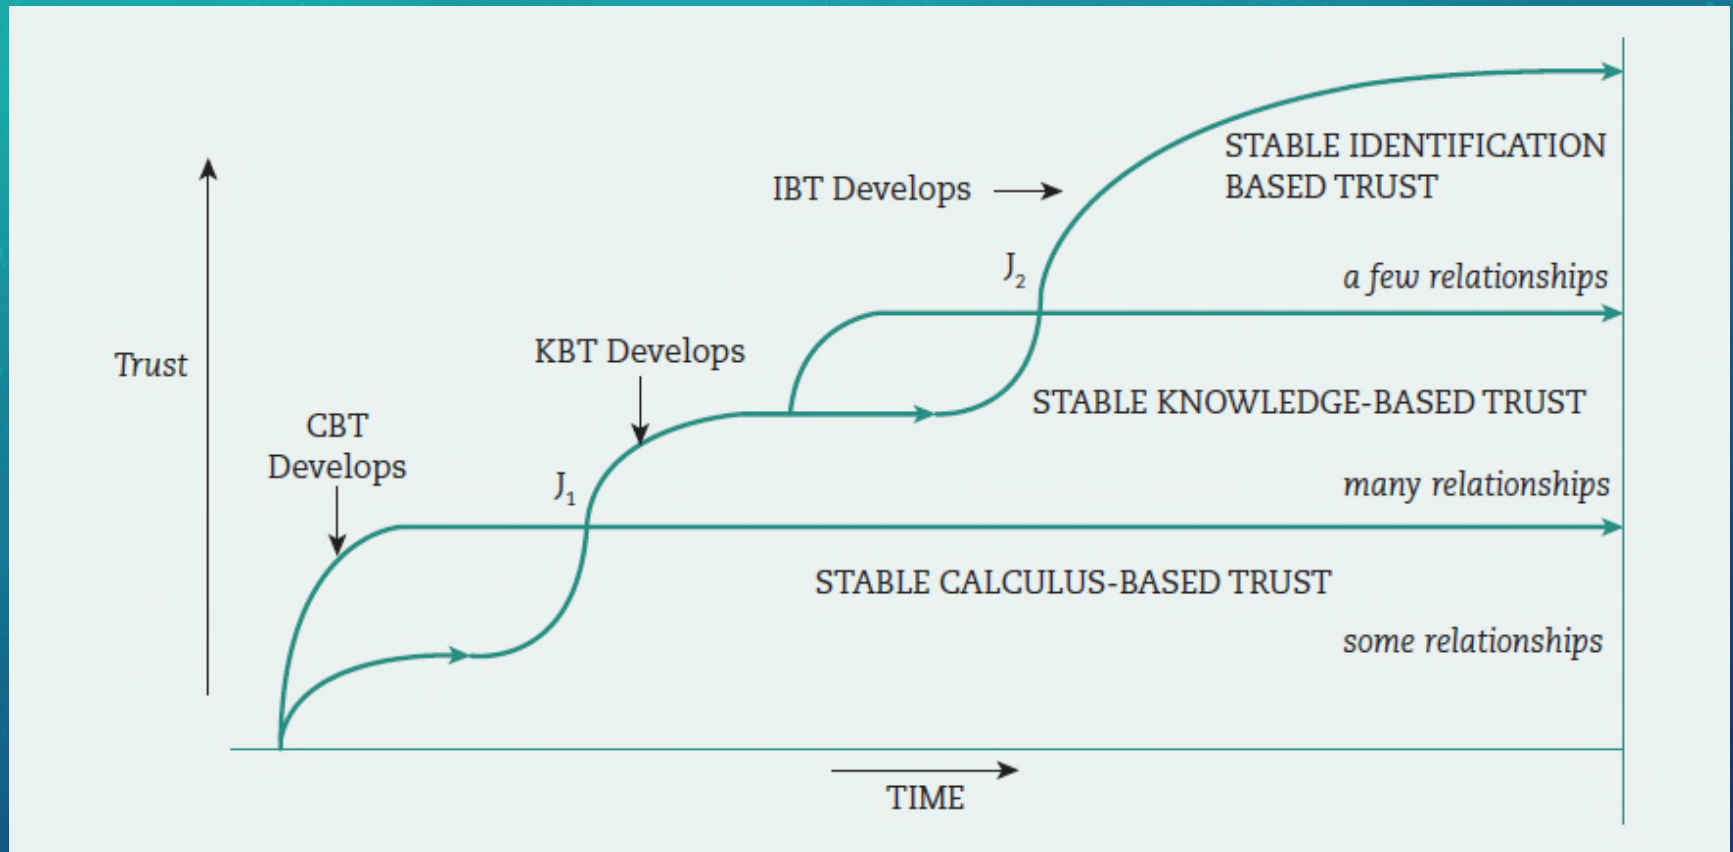 STABLE IDENTIFICATION
BASED TRUST
IBT Develops
J2
a few relationships
KBT Develops
Trust
STABLE KNOWLEDGE-BASED TRUST
CBT
Develops
J1
many relationships
STABLE CALCULUS-BASED TRUST
some relationships
TIME